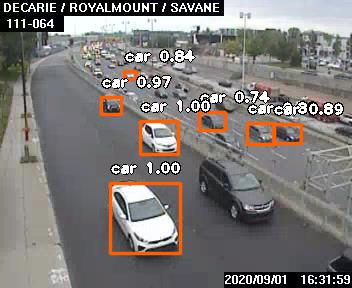 DECARIE / ROYALMOUNT / SAVANE
111-064
car 0.84
car 0.97
car 1.00
car 0.74
car 0.89
car 1.00
2020/09/01 16:31:59